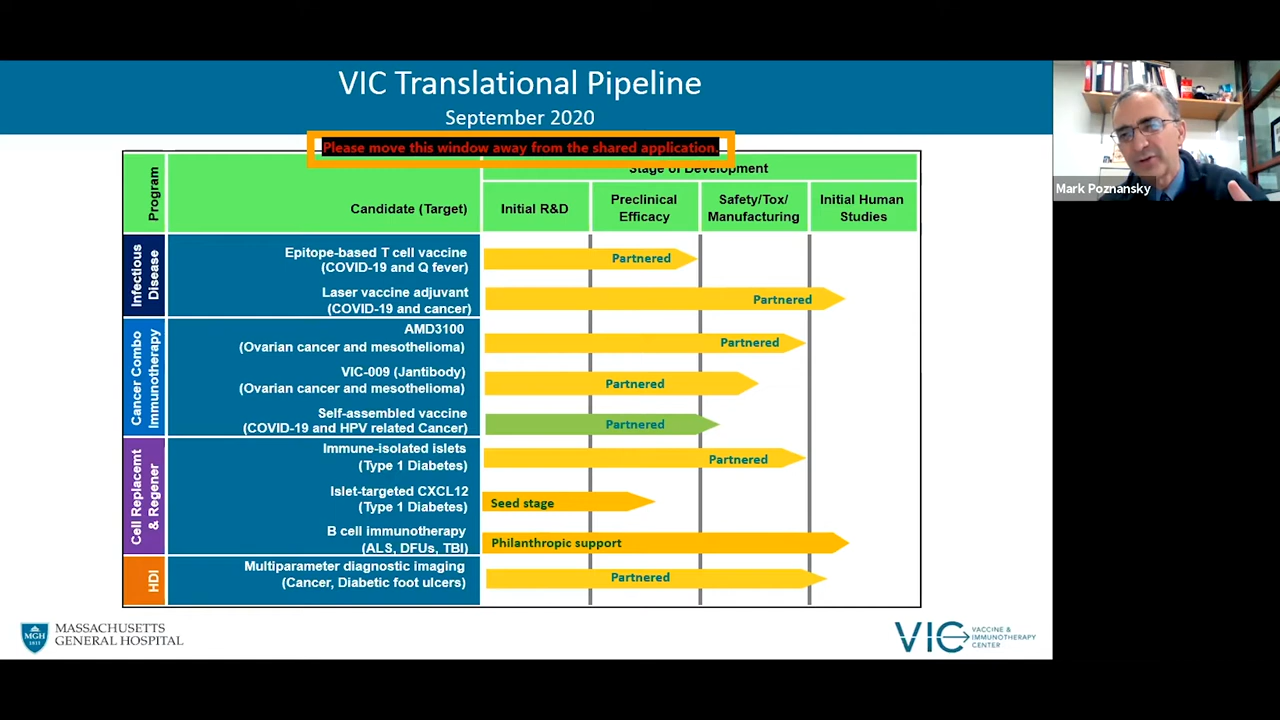 VIC Translational Pipeline
September 2020
Please move this window away from the shared application.
Mark Poznansky
Program
Candidate (Target)
Stage of Development
Initial R&D
Preclinical
Efficacy
Safety/Tox/
Manufacturing
Initial Human
Studies
Infectious
Disease
Epitope-based T cell vaccine
(COVID-19 and Q fever)
Partnered
Laser vaccine adjuvant
(COVID-19 and cancer)
Partnered
Cancer Combo
Immunotherapy
AMD3100
(Ovarian cancer and mesothelioma)
Partnered
VIC-009 (Jantibody)
(Ovarian cancer and mesothelioma)
Partnered
Self-assembled vaccine
(COVID-19 and HPV related Cancer)
Partnered
Cell Replacemt
& Regener
Immune-isolated islets
(Type 1 Diabetes)
Partnered
Islet-targeted CXCL12
(Type 1 Diabetes)
Seed stage
B cell immunotherapy
(ALS, DFUs, TBI)
Philanthropic support
HDI
Multiparameter diagnostic imaging
(Cancer, Diabetic foot ulcers)
Partnered
MGH
1811
MASSACHUSETTS
GENERAL HOSPITAL
VIC
VACCINE &
IMMUNOTHERAPY
CENTER